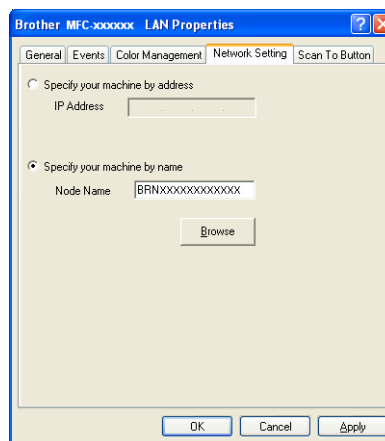 Brother MFC-xxxxxx LAN Properties
General Events Color Management Network Setting Scan To Button
Specify your machine by address
IP Address . . .
Specify your machine by name
Node Name BRNXXXXXXXXXXXX
Browse
OK Cancel Apply